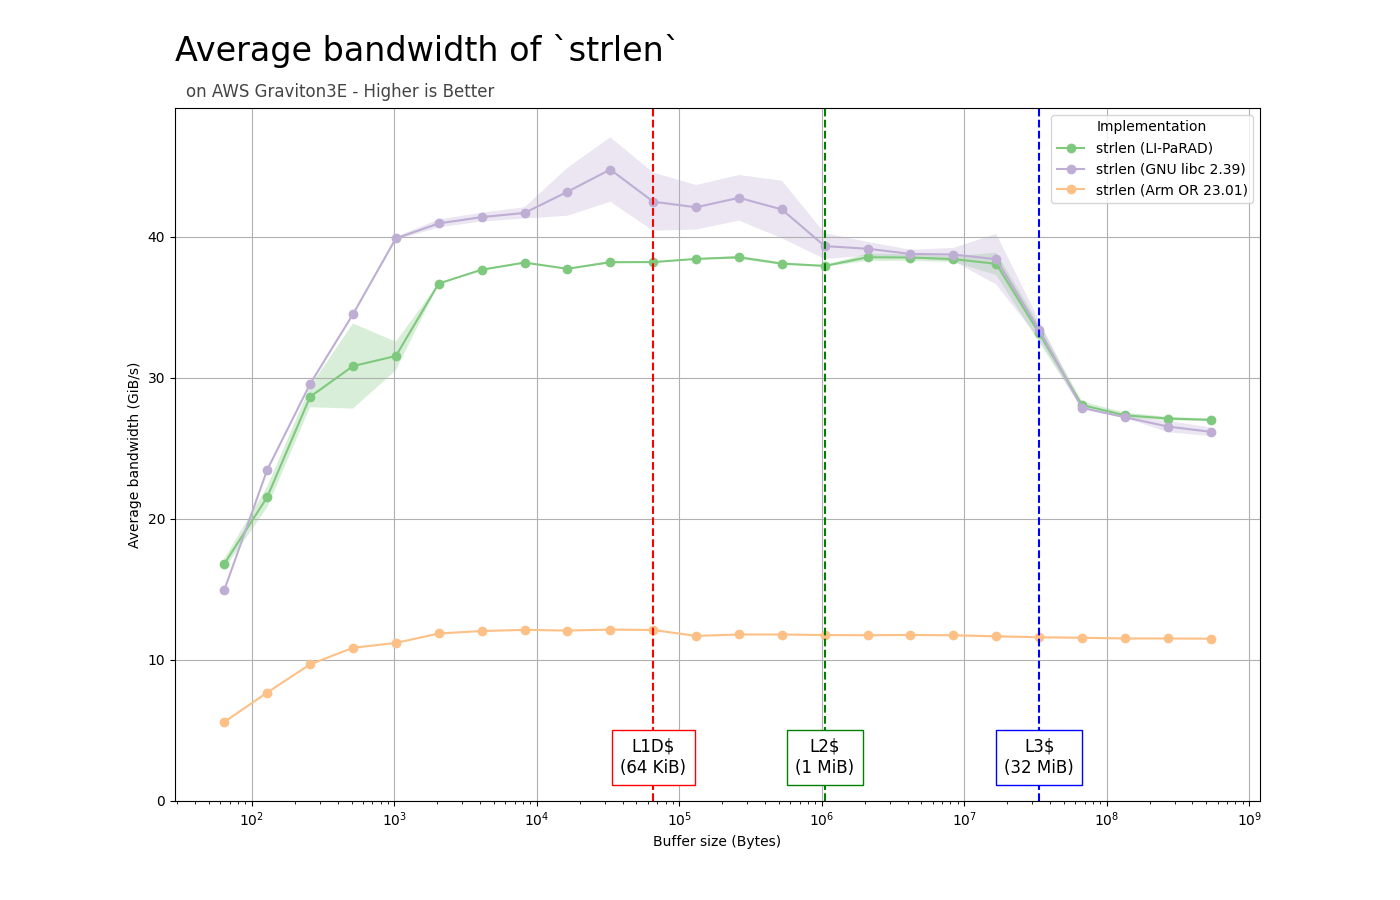 Average bandwidth of `strlen`
on AWS Graviton3E - Higher is Better
Implementation
strlen (LI-PaRAD)
strlen (GNU libc 2.39)
strlen (Arm OR 23.01)
Average bandwidth (GiB/s)
40
30
20
10
0
L1D$
(64 KiB)
L2$
(1 MiB)
L3$
(32 MiB)
10² 10³ 10⁴ 10⁵ 10⁶ 10⁷ 10⁸ 10⁹
Buffer size (Bytes)